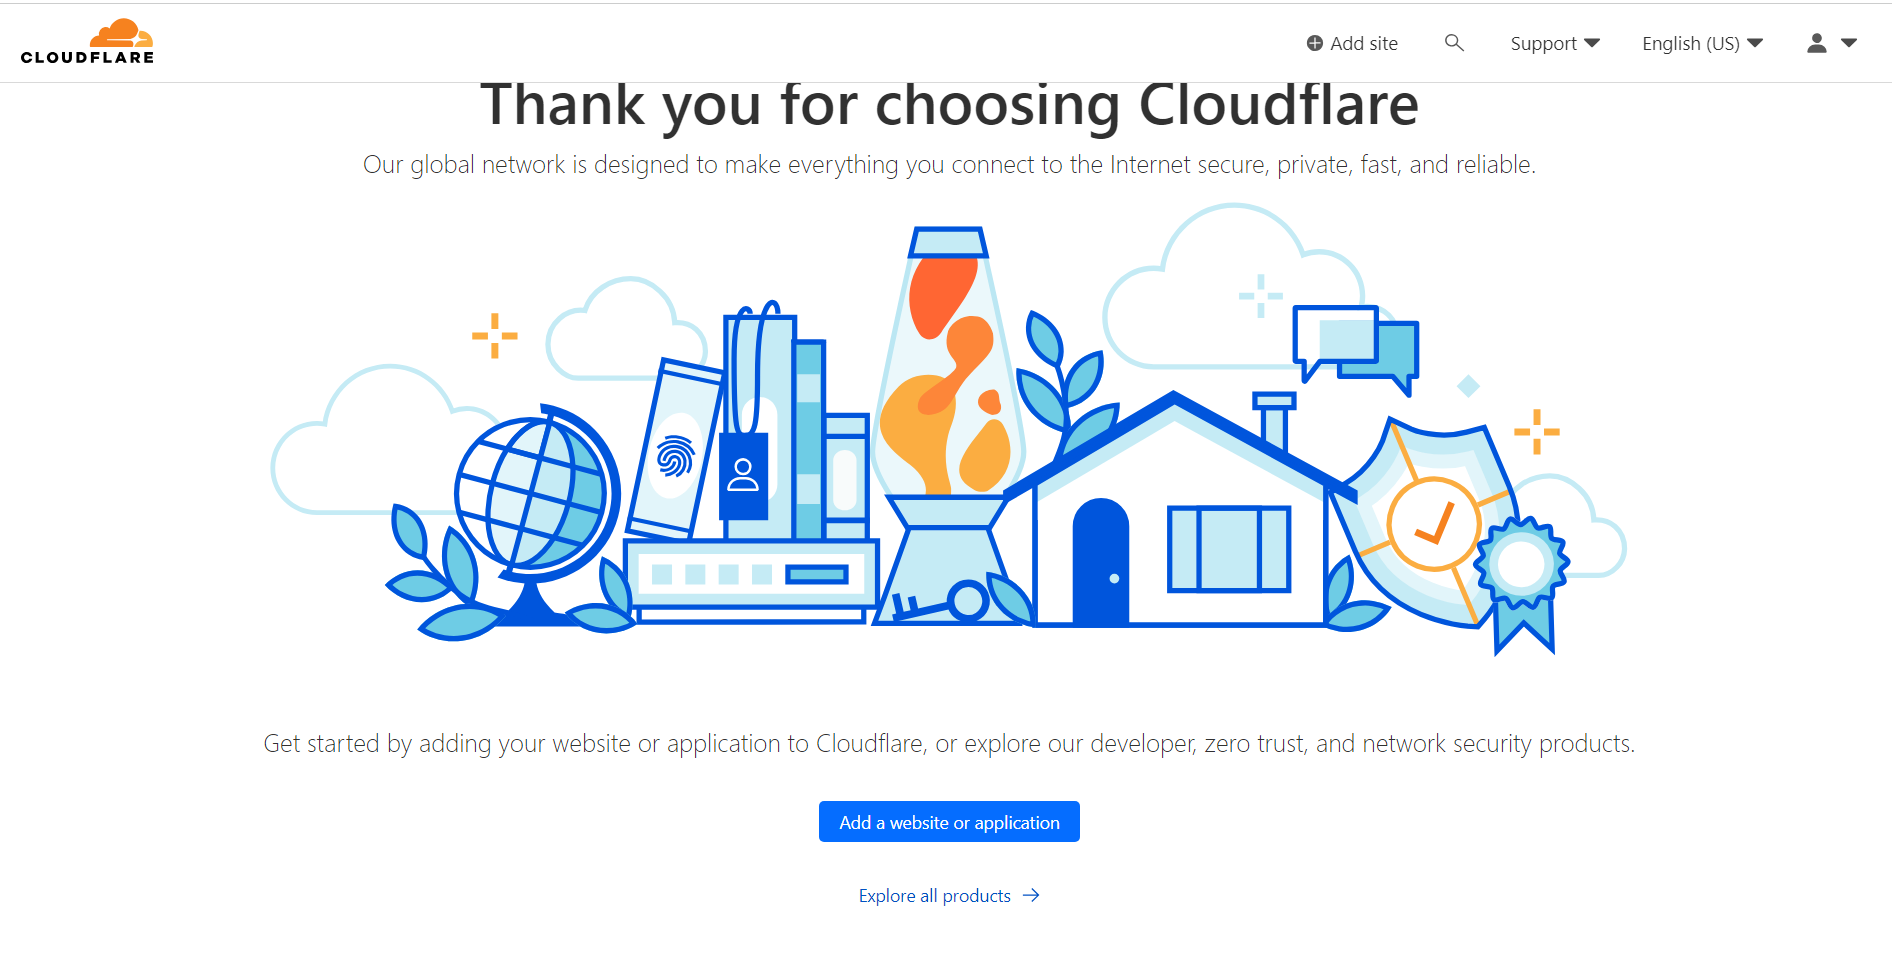 CLOUDFLARE
Add site
Support
English (US)
Thank you for choosing Cloudflare
Our global network is designed to make everything you connect to the Internet secure, private, fast, and reliable.
Get started by adding your website or application to Cloudflare, or explore our developer, zero trust, and network security products.
Add a website or application
Explore all products →